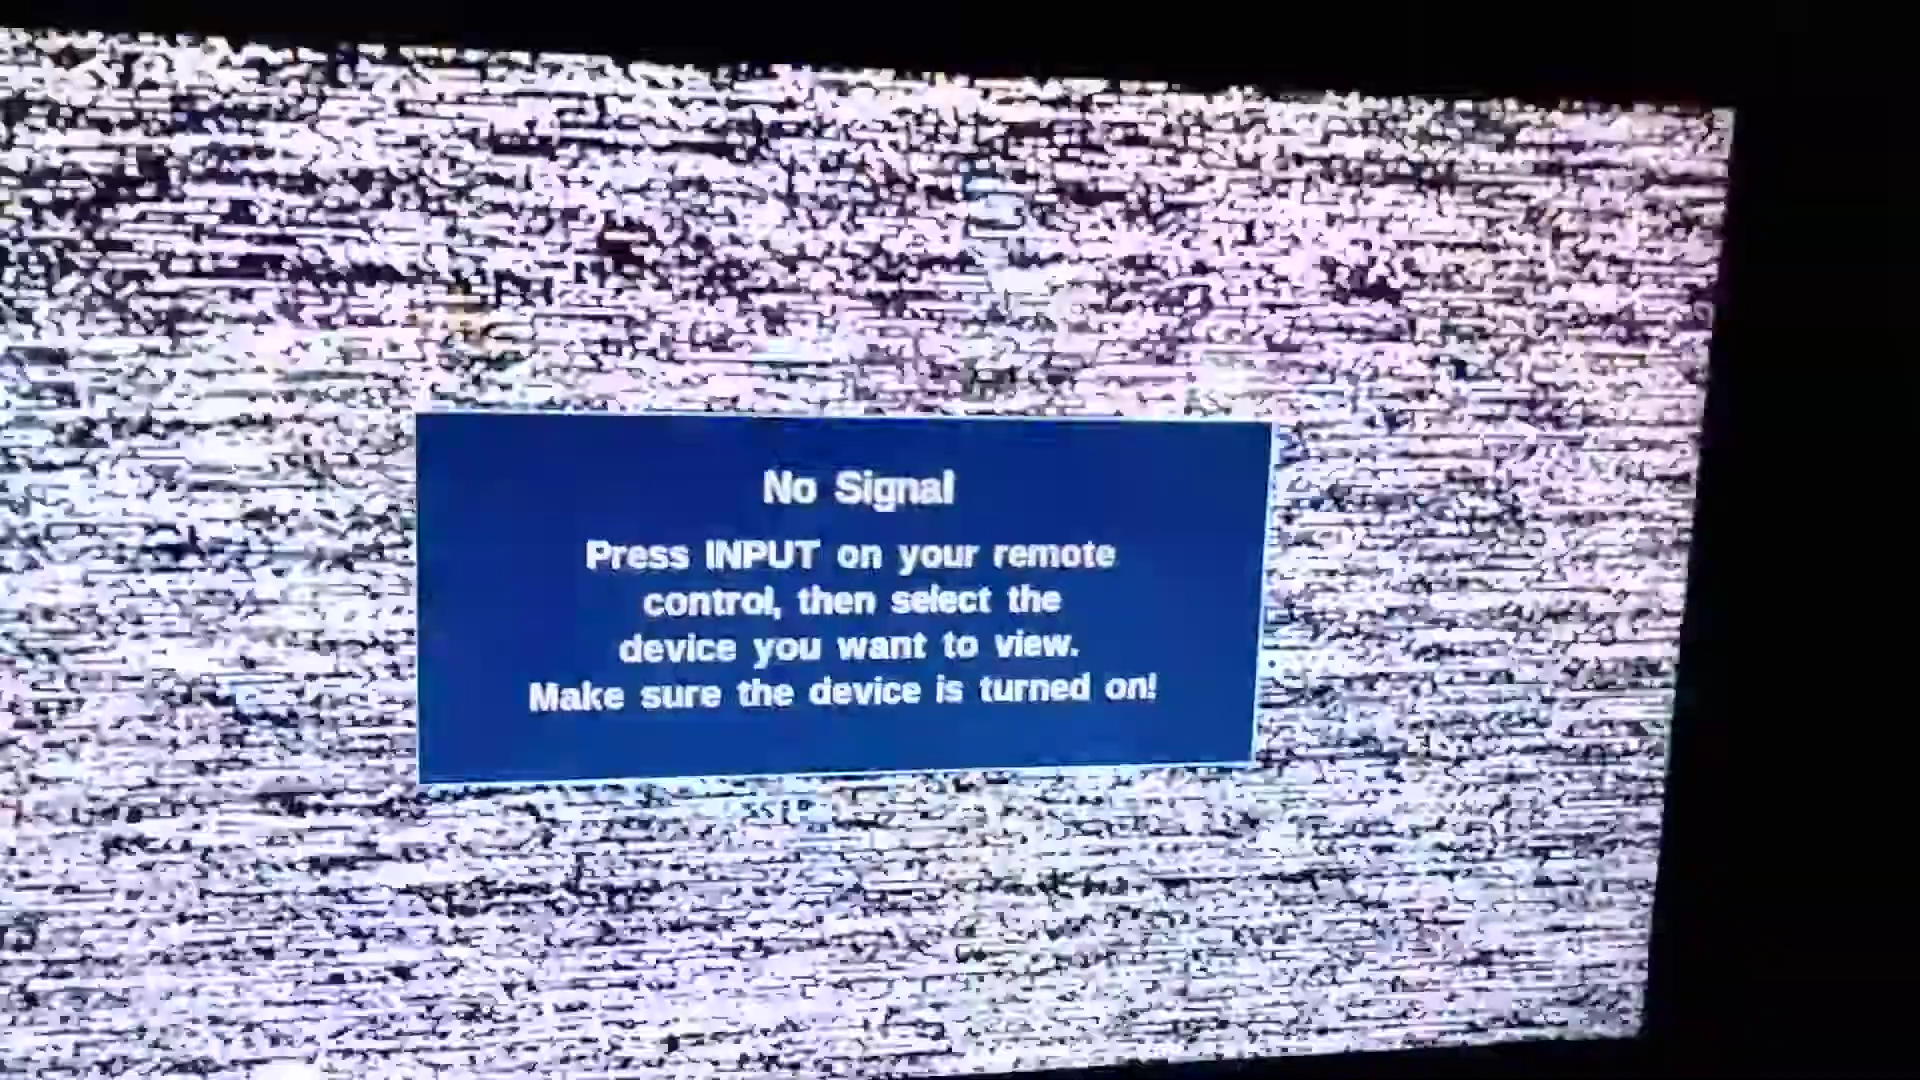 No Signal
Press INPUT on your remote
control, then select the
device you want to view.
Make sure the device is turned on!